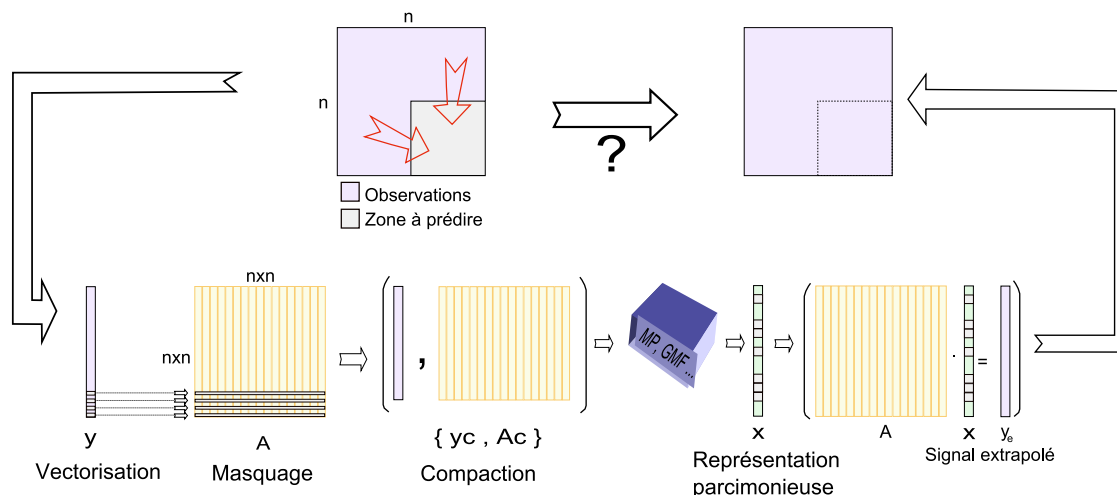 n
n
?
Observations
Zone à prédire
nxn
nxn
,
MP, GMF...
.
=
y
A
{ yc , Ac }
x
A
x
yₑ
Vectorisation
Masquage
Compaction
Représentation
parcimonieuse
Signal extrapolé